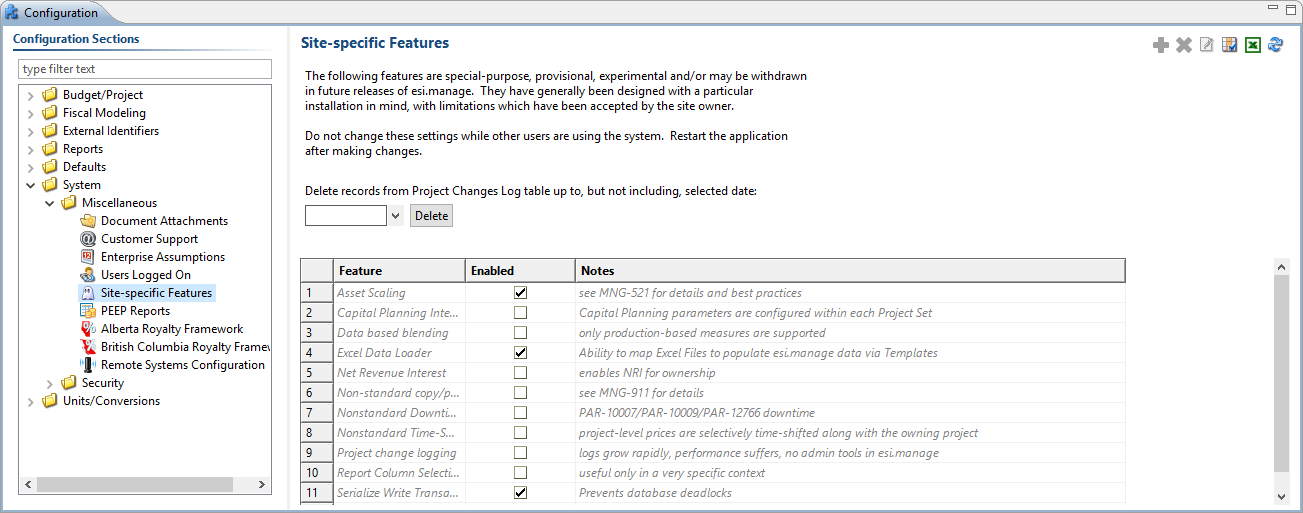 Configuration
Configuration Sections
type filter text
Budget/Project
Fiscal Modeling
External Identifiers
Reports
Defaults
System
Miscellaneous
Document Attachments
Customer Support
Enterprise Assumptions
Users Logged On
Site-specific Features
PEEP Reports
Alberta Royalty Framework
British Columbia Royalty Framew
Remote Systems Configuration
Security
Units/Conversions
Site-specific Features
The following features are special-purpose, provisional, experimental and/or may be withdrawn
in future releases of esi.manage. They have generally been designed with a particular
installation in mind, with limitations which have been accepted by the site owner.
Do not change these settings while other users are using the system. Restart the application
after making changes.
Delete records from Project Changes Log table up to, but not including, selected date:
Delete
Feature Enabled Notes
1 Asset Scaling see MNG-521 for details and best practices
2 Capital Planning Inte... Capital Planning parameters are configured within each Project Set
3 Data based blending only production-based measures are supported
4 Excel Data Loader Ability to map Excel Files to populate esi.manage data via Templates
5 Net Revenue Interest enables NRI for ownership
6 Non-standard copy/p... see MNG-911 for details
7 Nonstandard Downti... PAR-10007/PAR-10009/PAR-12766 downtime
8 Nonstandard Time-S... project-level prices are selectively time-shifted along with the owning project
9 Project change logging logs grow rapidly, performance suffers, no admin tools in esi.manage
10 Report Column Selecti... useful only in a very specific context
11 Serialize Write Transa... Prevents database deadlocks